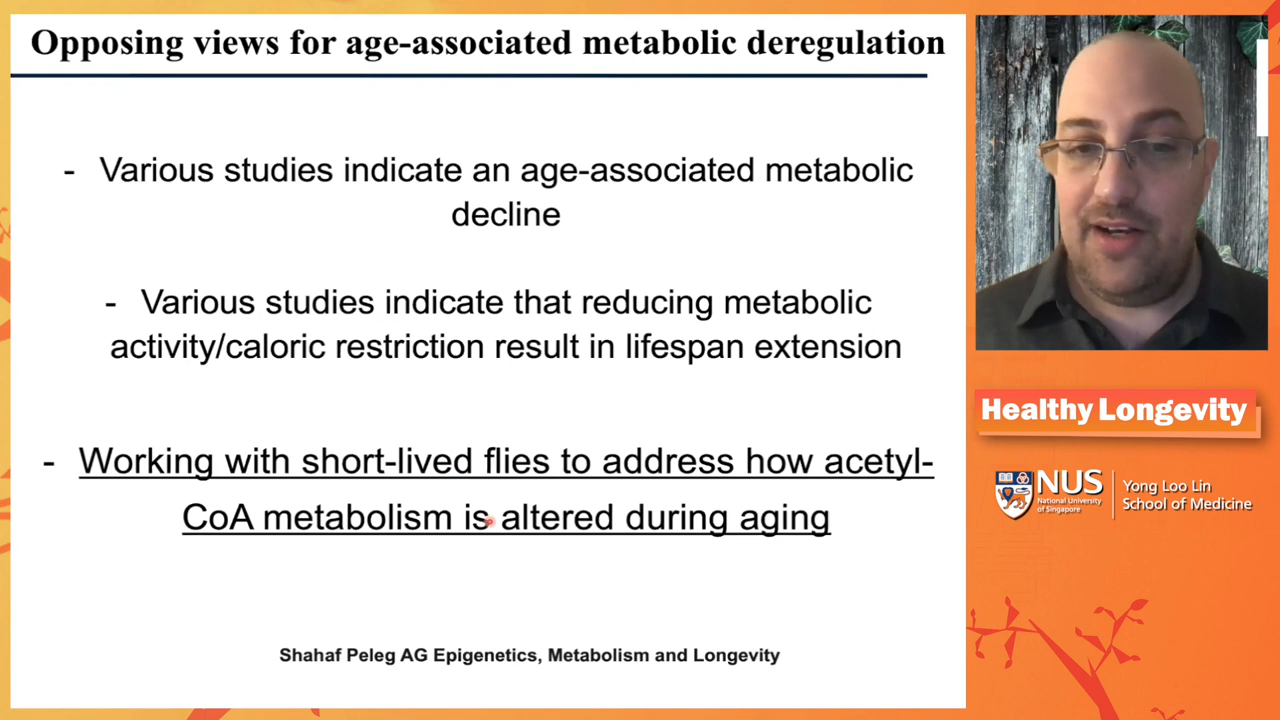 Opposing views for age-associated metabolic deregulation
- Various studies indicate an age-associated metabolic
decline
- Various studies indicate that reducing metabolic
activity/caloric restriction result in lifespan extension
- Working with short-lived flies to address how acetyl-
CoA metabolism is altered during aging
Shahaf Peleg AG Epigenetics, Metabolism and Longevity
Healthy Longevity
NUS
National University
of Singapore
Yong Loo Lin
School of Medicine